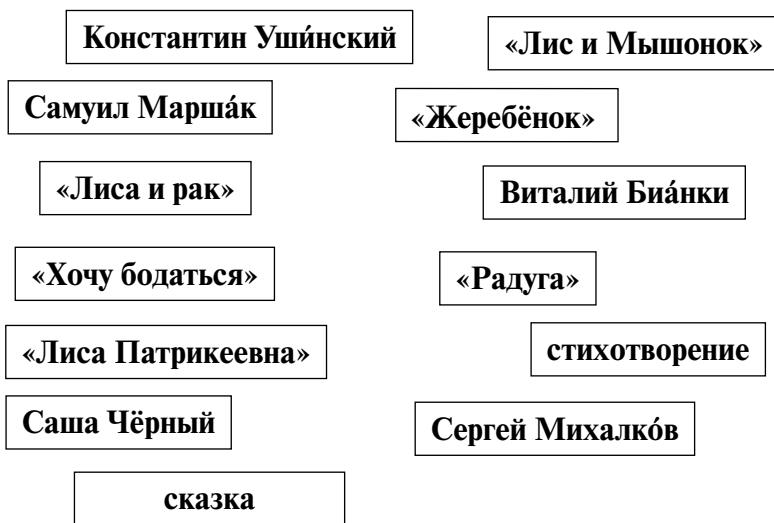 Константин Уши́нский
«Лис и Мышонок»
Самуил Марша́к
«Жеребёнок»
«Лиса и рак»
Виталий Биа́нки
«Хочу бодаться»
«Радуга»
«Лиса Патрикеевна»
стихотворение
Саша Чёрный
Сергей Михалко́в
сказка